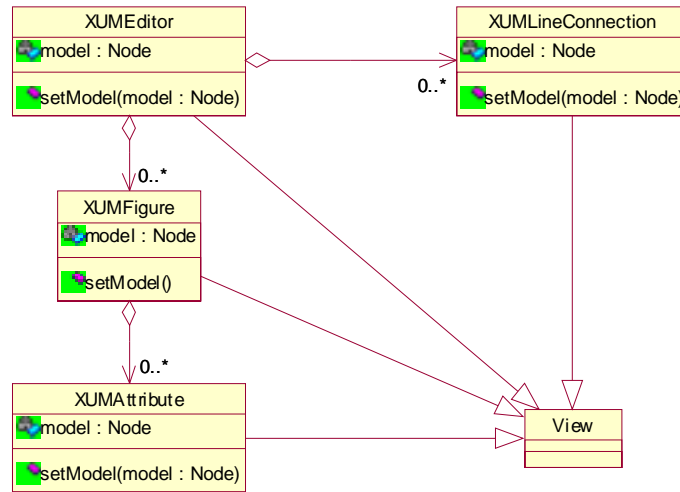 XUMEditor
model : Node
setModel(model : Node)
XUMLineConnection
model : Node
setModel(model : Node)
0..*
0..*
XUMFigure
model : Node
setModel()
0..*
XUMAttribute
model : Node
setModel(model : Node)
View